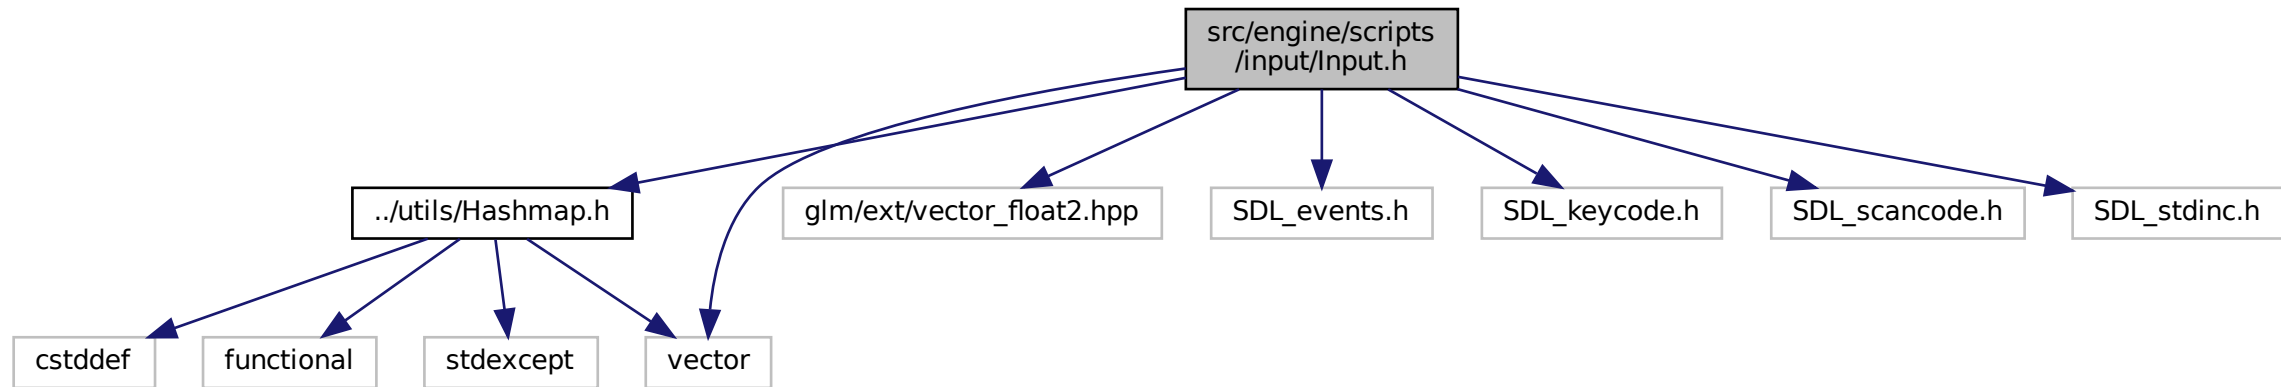 src/engine/scripts
/input/Input.h
../utils/Hashmap.h
glm/ext/vector_float2.hpp
SDL_events.h
SDL_keycode.h
SDL_scancode.h
SDL_stdinc.h
cstddef
functional
stdexcept
vector